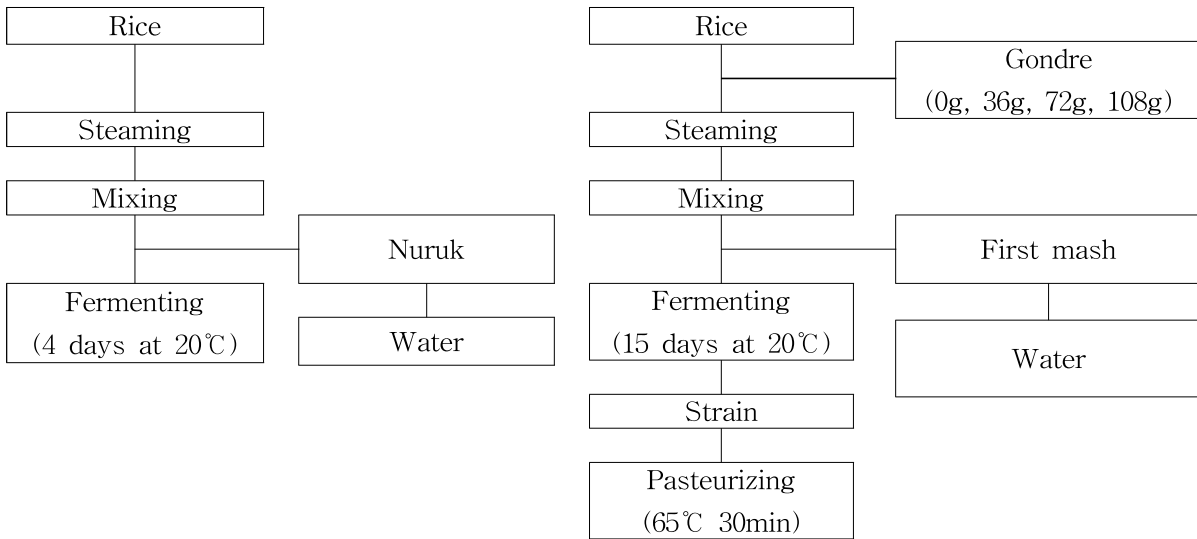 Rice
Steaming
Mixing
Nuruk
Fermenting
(4 days at 20℃)
Water
Rice
Gondre
(0g, 36g, 72g, 108g)
Steaming
Mixing
First mash
Fermenting
(15 days at 20℃)
Water
Strain
Pasteurizing
(65℃ 30min)